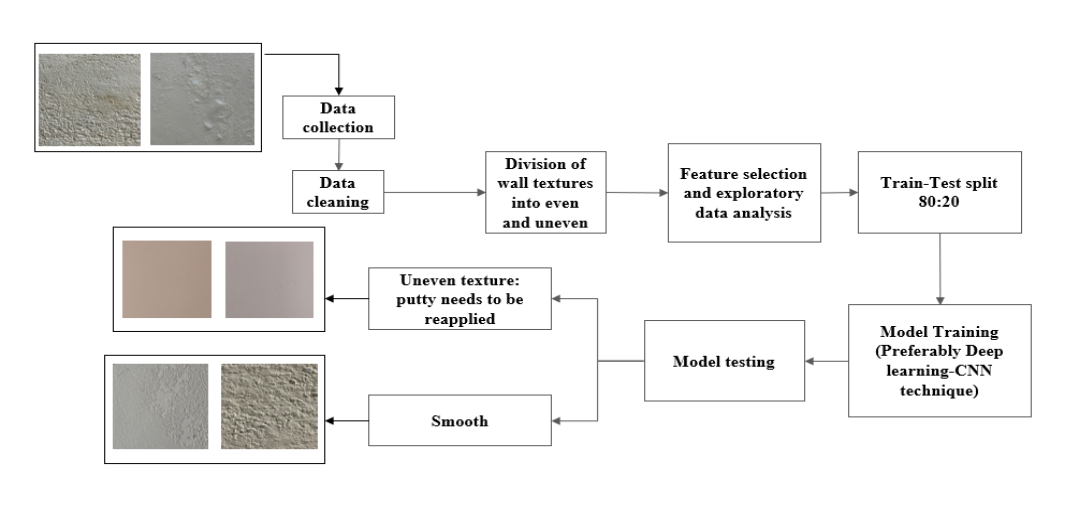 Data
collection
Data
cleaning
Division of
wall textures
into even
and uneven
Feature selection
and exploratory
data analysis
Train-Test split
80:20
Model Training
(Preferably Deep
learning-CNN
technique)
Model testing
Uneven texture:
putty needs to be
reapplied
Smooth